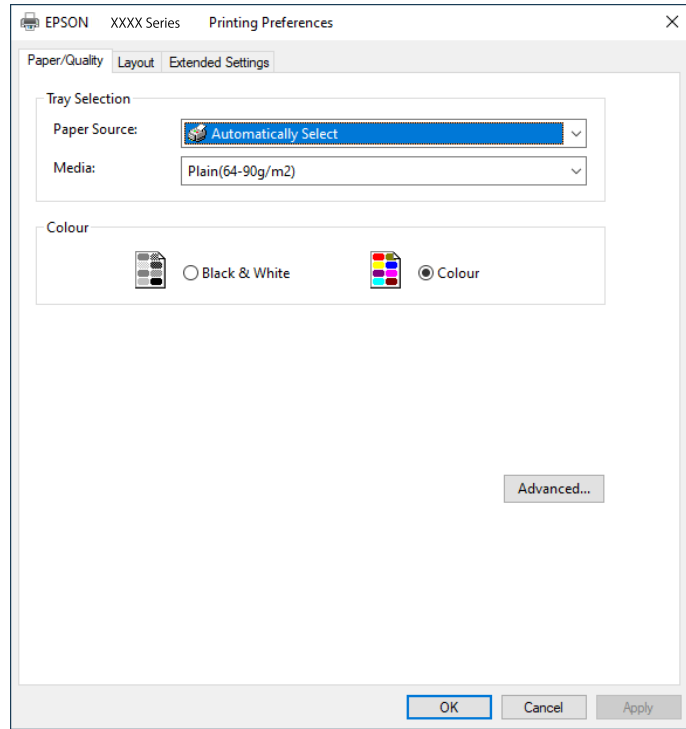 EPSON XXXX Series Printing Preferences
Paper/Quality Layout Extended Settings
Tray Selection
Paper Source: Automatically Select
Media: Plain(64-90g/m2)
Colour
Black & White Colour
Advanced...
OK Cancel Apply